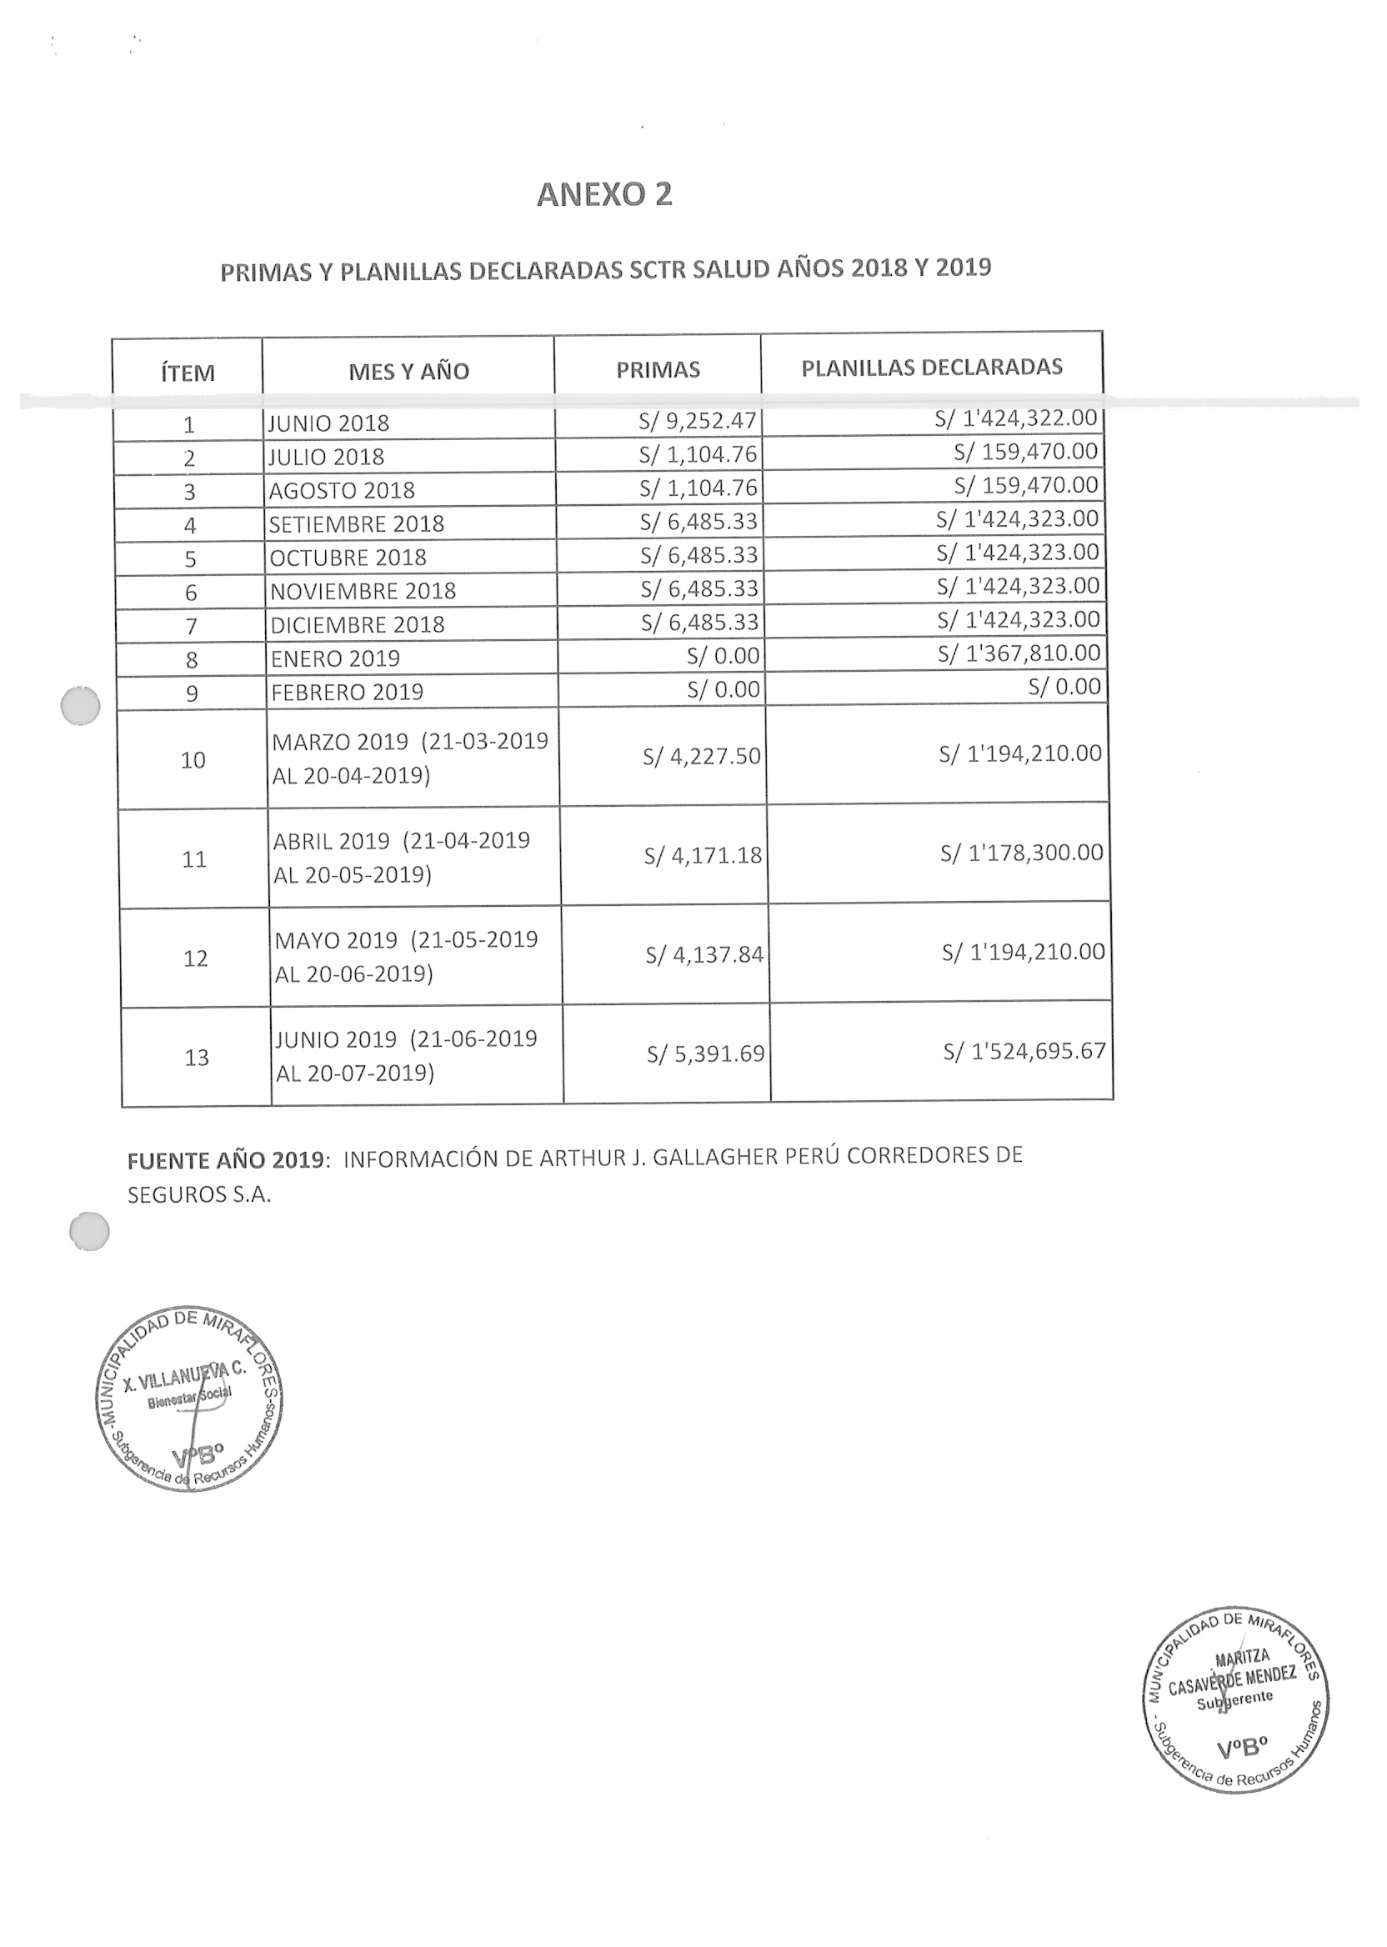 ANEXO 2
PRIMAS Y PLANILLAS DECLARADAS SCTR SALUD AÑOS 2018 Y 2019
ÍTEM MES Y AÑO PRIMAS PLANILLAS DECLARADAS
1 JUNIO 2018 S/ 9,252.47 S/ 1'424,322.00
2 JULIO 2018 S/ 1,104.76 S/ 159,470.00
3 AGOSTO 2018 S/ 1,104.76 S/ 159,470.00
4 SETIEMBRE 2018 S/ 6,485.33 S/ 1'424,323.00
5 OCTUBRE 2018 S/ 6,485.33 S/ 1'424,323.00
6 NOVIEMBRE 2018 S/ 6,485.33 S/ 1'424,323.00
7 DICIEMBRE 2018 S/ 6,485.33 S/ 1'424,323.00
8 ENERO 2019 S/ 0.00 S/ 1'367,810.00
9 FEBRERO 2019 S/ 0.00 S/ 0.00
10 MARZO 2019 (21-03-2019
AL 20-04-2019) S/ 4,227.50 S/ 1'194,210.00
11 ABRIL 2019 (21-04-2019
AL 20-05-2019) S/ 4,171.18 S/ 1'178,300.00
12 MAYO 2019 (21-05-2019
AL 20-06-2019) S/ 4,137.84 S/ 1'194,210.00
13 JUNIO 2019 (21-06-2019
AL 20-07-2019) S/ 5,391.69 S/ 1'524,695.67
FUENTE AÑO 2019: INFORMACIÓN DE ARTHUR J. GALLAGHER PERÚ CORREDORES DE
SEGUROS S.A.
MUNICIPALIDAD DE MIRAFLORES
X. VILLANUEVA C.
Bienestar Social
VºBº
Subgerencia de Recursos Humanos
MUNICIPALIDAD DE MIRAFLORES
MARITZA
CASAVERDE MENDEZ
Subgerente
VºBº
Subgerencia de Recursos Humanos